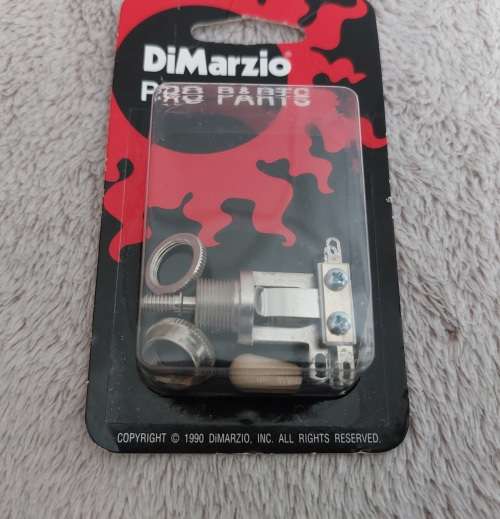 DiMarzio®
PRO PARTS
COPYRIGHT © 1990 DiMARZIO, INC. ALL RIGHTS RESERVED.